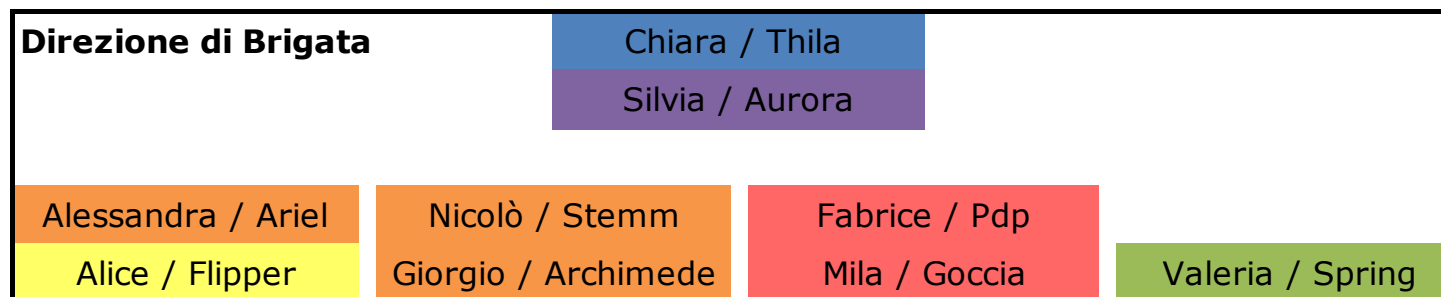 Direzione di Brigata
Chiara / Thila
Silvia / Aurora
Alessandra / Ariel
Nicolò / Stemm
Fabrice / Pdp
Alice / Flipper
Giorgio / Archimede
Mila / Goccia
Valeria / Spring